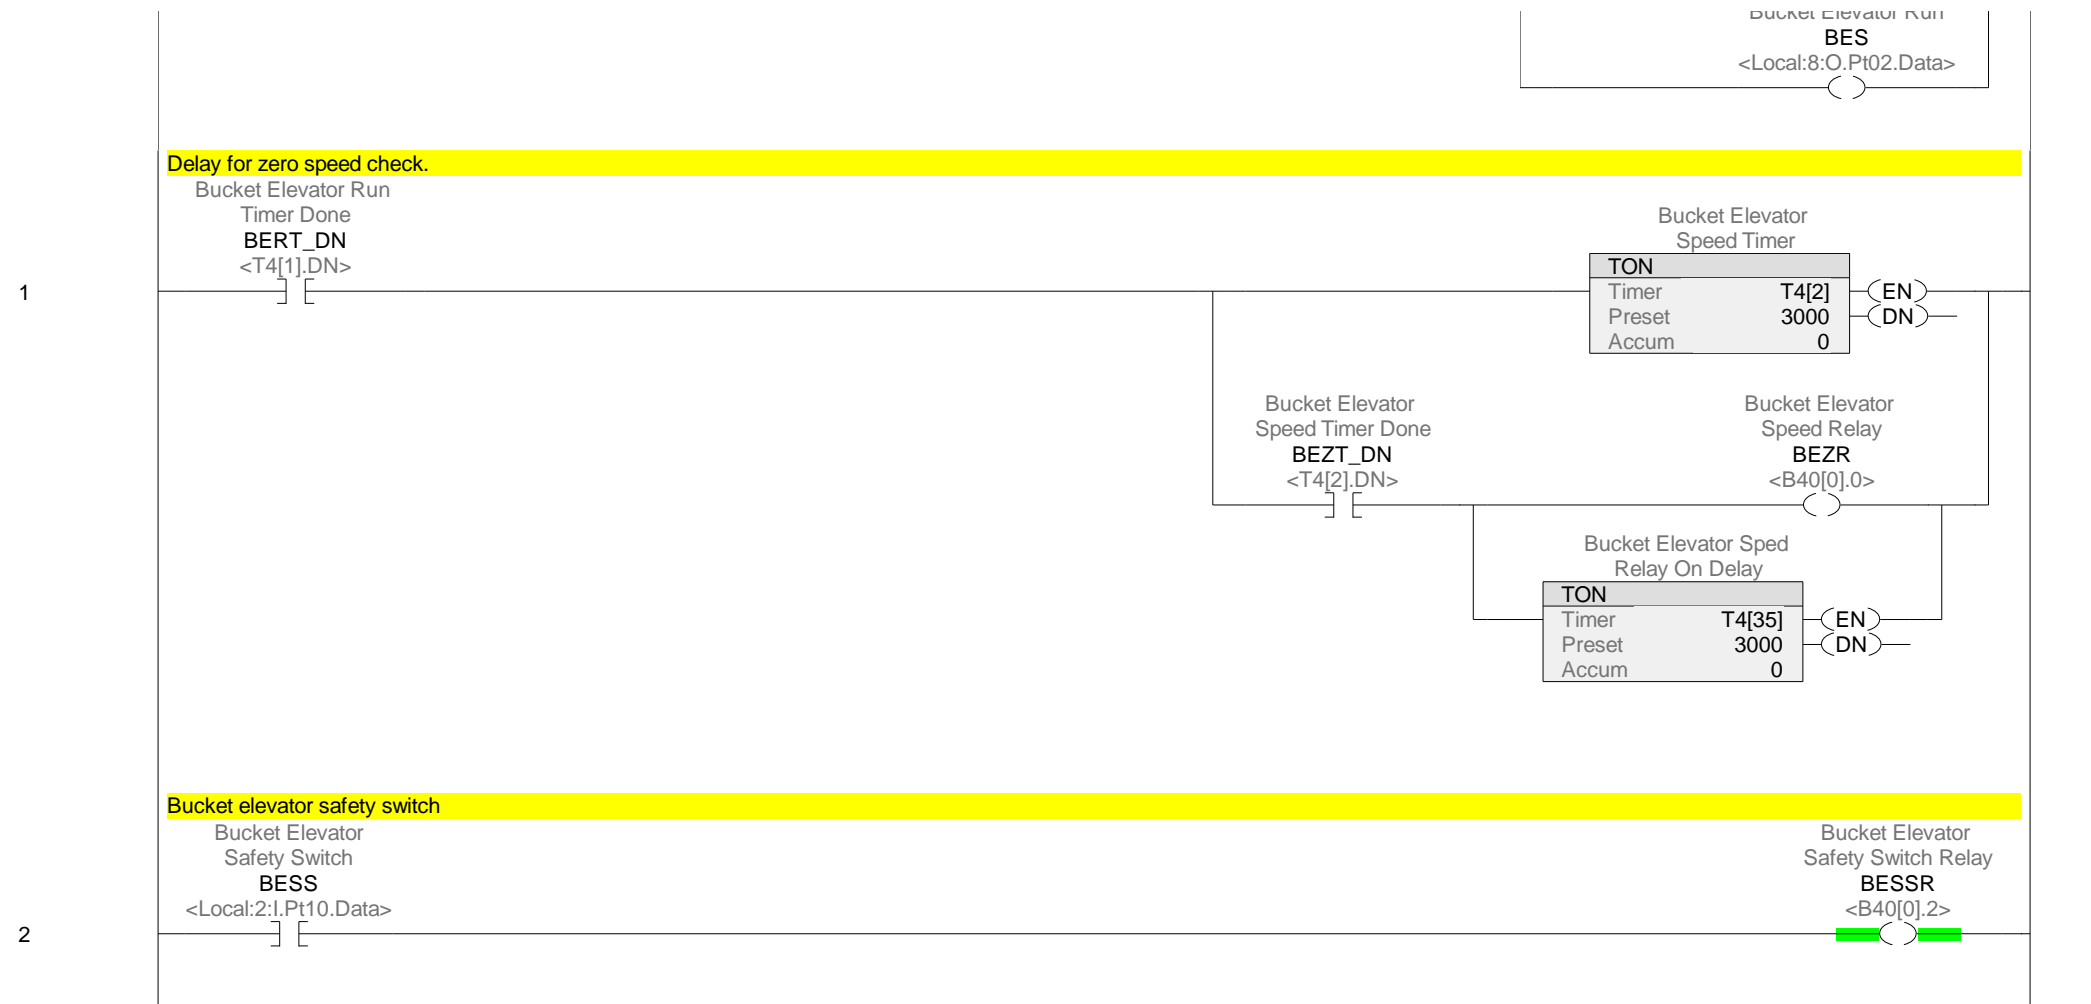 Bucket Elevator Run
BES
<Local:8:O.Pt02.Data>
Delay for zero speed check.
Bucket Elevator Run
Timer Done
BERT_DN
<T4[1].DN>
1
Bucket Elevator
Speed Timer
TON
Timer T4[2]
Preset 3000
Accum 0
EN
DN
Bucket Elevator
Speed Timer Done
BEZT_DN
<T4[2].DN>
Bucket Elevator
Speed Relay
BEZR
<B40[0].0>
Bucket Elevator Sped
Relay On Delay
TON
Timer T4[35]
Preset 3000
Accum 0
EN
DN
Bucket elevator safety switch
Bucket Elevator
Safety Switch
BESS
<Local:2:I.Pt10.Data>
2
Bucket Elevator
Safety Switch Relay
BESSR
<B40[0].2>